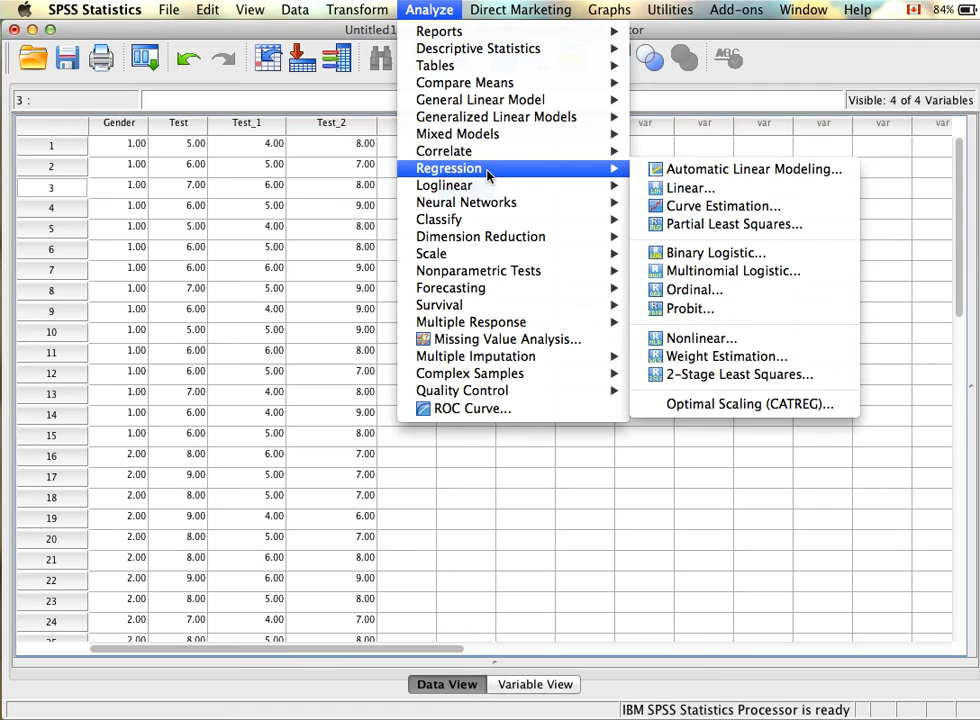 SPSS Statistics File Edit View Data Transform Analyze Direct Marketing Graphs Utilities Add-ons Window Help 84%
Untitled1 tor
3 : Visible: 4 of 4 Variables
Reports
Descriptive Statistics
Tables
Compare Means
General Linear Model
Generalized Linear Models
Mixed Models
Correlate
Regression
Loglinear
Neural Networks
Classify
Dimension Reduction
Scale
Nonparametric Tests
Forecasting
Survival
Multiple Response
Missing Value Analysis...
Multiple Imputation
Complex Samples
Quality Control
ROC Curve...
Automatic Linear Modeling...
Linear...
Curve Estimation...
Partial Least Squares...
Binary Logistic...
Multinomial Logistic...
Ordinal...
Probit...
Nonlinear...
Weight Estimation...
2-Stage Least Squares...
Optimal Scaling (CATREG)...
Gender Test Test_1 Test_2 var var var var var var
1 1.00 5.00 4.00 8.00
2 1.00 6.00 5.00 7.00
3 1.00 7.00 6.00 8.00
4 1.00 6.00 5.00 9.00
5 1.00 5.00 4.00 8.00
6 1.00 6.00 5.00 8.00
7 1.00 6.00 6.00 9.00
8 1.00 7.00 5.00 9.00
9 1.00 6.00 4.00 9.00
10 1.00 5.00 5.00 8.00
11 1.00 6.00 6.00 8.00
12 1.00 6.00 5.00 9.00
13 1.00 7.00 4.00 8.00
14 1.00 6.00 4.00 9.00
15 1.00 6.00 5.00 8.00
16 2.00 8.00 6.00 7.00
17 2.00 9.00 5.00 7.00
18 2.00 8.00 5.00 7.00
19 2.00 9.00 4.00 6.00
20 2.00 8.00 5.00 7.00
21 2.00 8.00 6.00 8.00
22 2.00 9.00 6.00 9.00
23 2.00 8.00 5.00 8.00
24 2.00 7.00 4.00 7.00
25 2.00 8.00 5.00 8.00
Data View Variable View
IBM SPSS Statistics Processor is ready